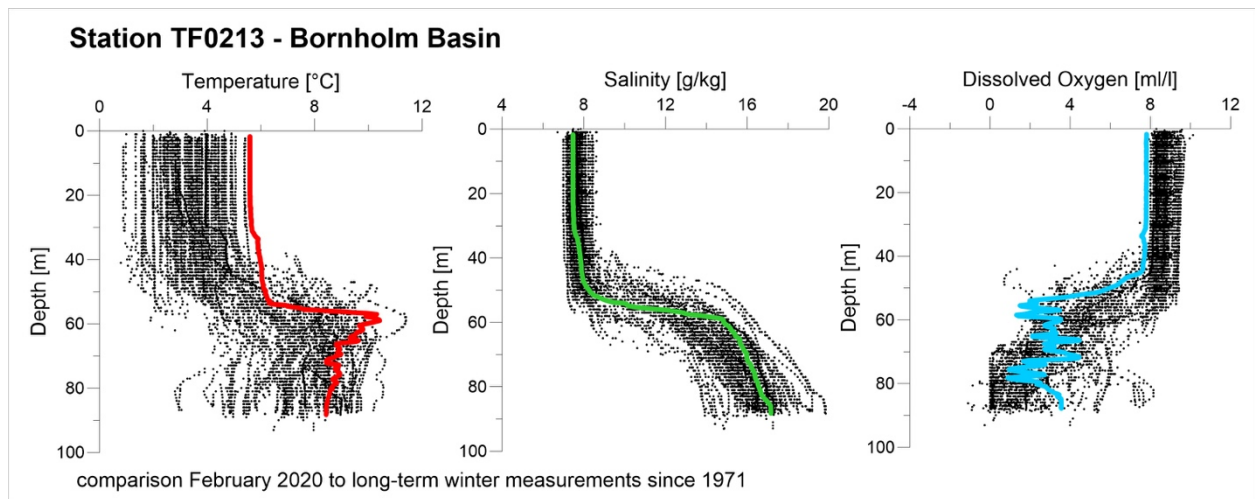 Station TF0213 - Bornholm Basin
Temperature [°C]
0 4 8 12
Depth [m]
0
20
40
60
80
100
Salinity [g/kg]
4 8 12 16 20
Depth [m]
0
20
40
60
80
100
Dissolved Oxygen [ml/l]
-4 0 4 8 12
Depth [m]
0
20
40
60
80
100
comparison February 2020 to long-term winter measurements since 1971